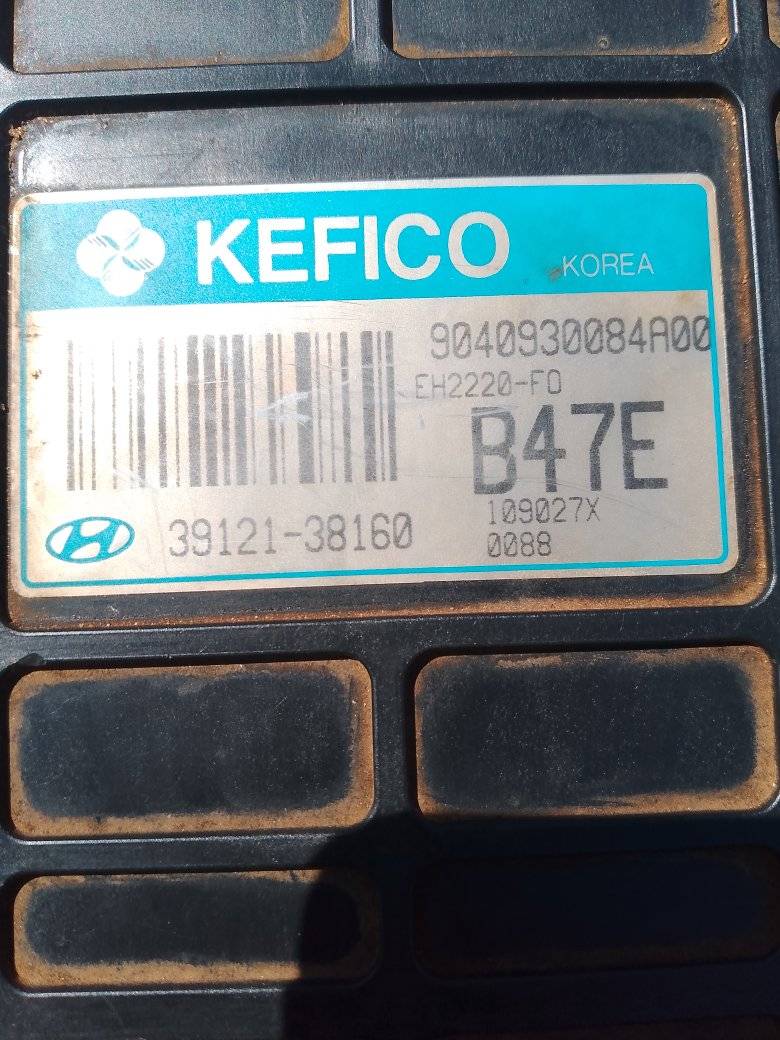 KEFICO KOREA
9040930084A00
EH2220-F0
B47E
39121-38160
109027X
0088